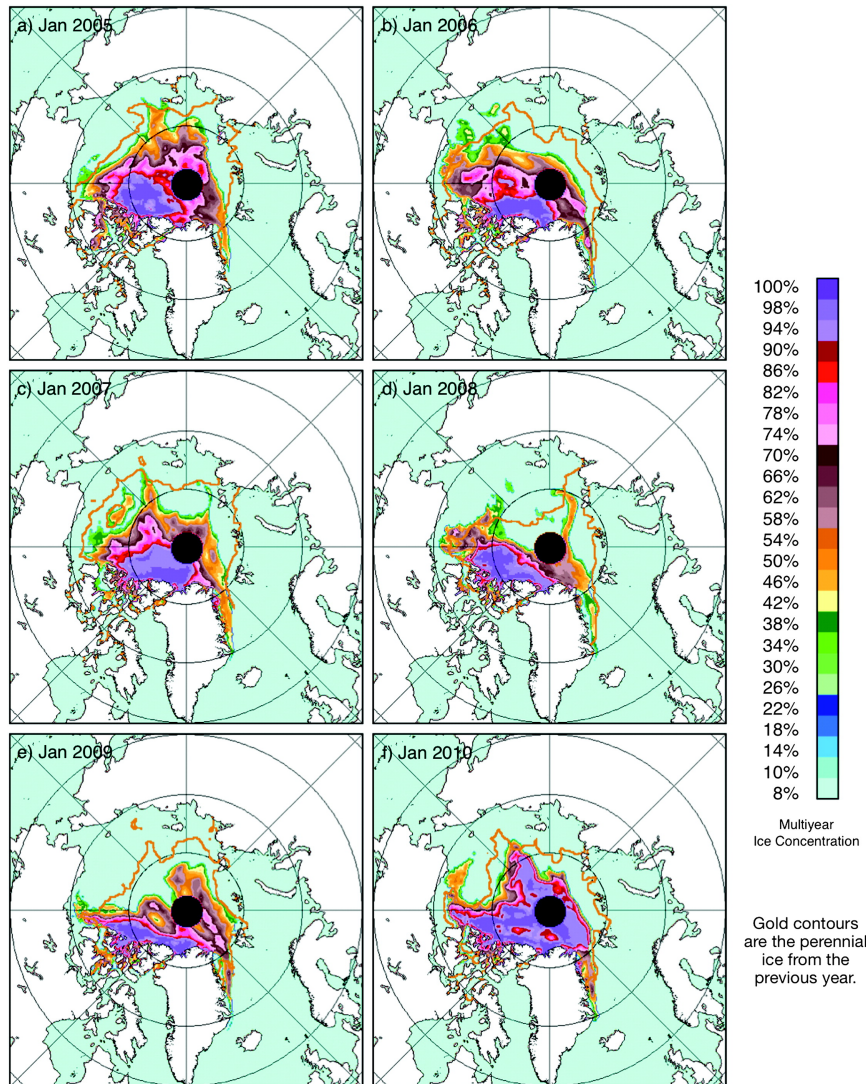 a) Jan 2005
b) Jan 2006
c) Jan 2007
d) Jan 2008
e) Jan 2009
f) Jan 2010
100%
98%
94%
90%
86%
82%
78%
74%
70%
66%
62%
58%
54%
50%
46%
42%
38%
34%
30%
26%
22%
18%
14%
10%
8%
Multiyear
Ice Concentration
Gold contours
are the perennial
ice from the
previous year.